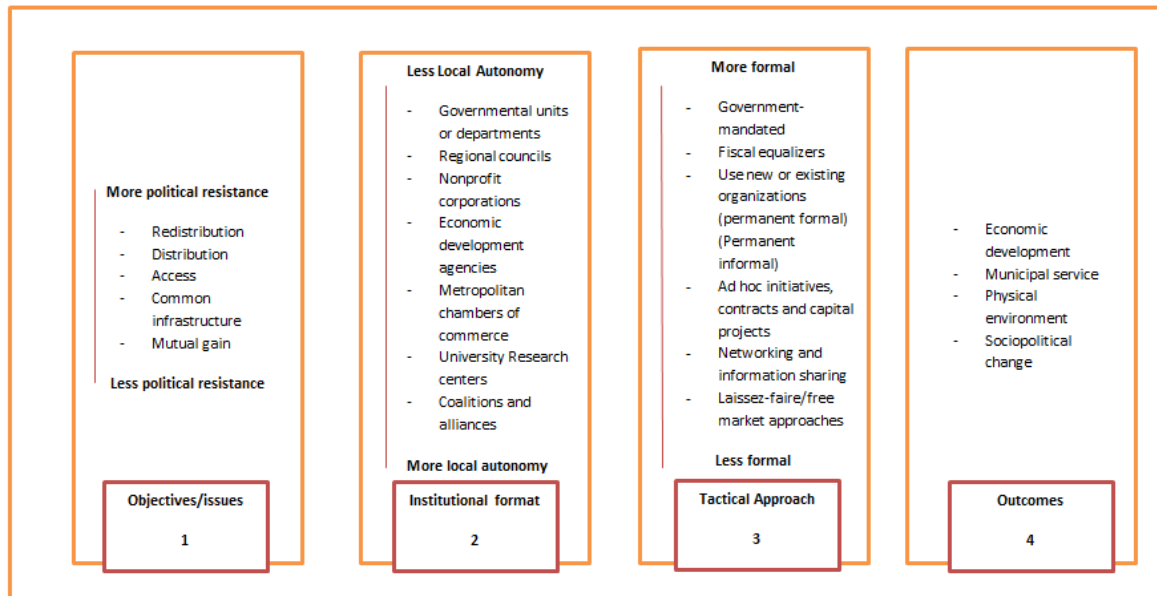 More political resistance
- Redistribution
- Distribution
- Access
- Common
infrastructure
- Mutual gain
Less political resistance
Objectives/issues
1
Less Local Autonomy
- Governmental units
or departments
- Regional councils
- Nonprofit
corporations
- Economic
development
agencies
- Metropolitan
chambers of
commerce
- University Research
centers
- Coalitions and
alliances
More local autonomy
Institutional format
2
More formal
- Government-
mandated
- Fiscal equalizers
- Use new or existing
organizations
(permanent formal)
(Permanent
informal)
- Ad hoc initiatives,
contracts and capital
projects
- Networking and
information sharing
- Laissez-faire/free
market approaches
Less formal
Tactical Approach
3
- Economic
development
- Municipal service
- Physical
environment
- Sociopolitical
change
Outcomes
4